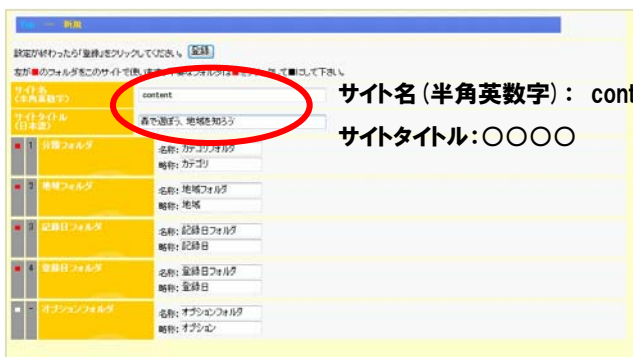 Top ー 新規
設定が終わったら「登録」をクリックしてください。 登録
左が■のフォルダをこのサイトで使
クして■にして下さい。
サイト名
(半角英数字)
content
サイト名(半角英数字): cont
サイトタイトル
(日本語)
森で遊ぼう、地域を知ろう
サイトタイトル:○○○○
■ 1 分類フォルダ
名称: カテゴリフォルダ
略称: カテゴリ
■ 2 地域フォルダ
名称: 地域フォルダ
略称: 地域
■ 3 記録日フォルダ
名称: 記録日フォルダ
略称: 記録日
■ 4 登録日フォルダ
名称: 登録日フォルダ
略称: 登録日
■ - オプションフォルダ
名称: オプションフォルダ
略称: オプション